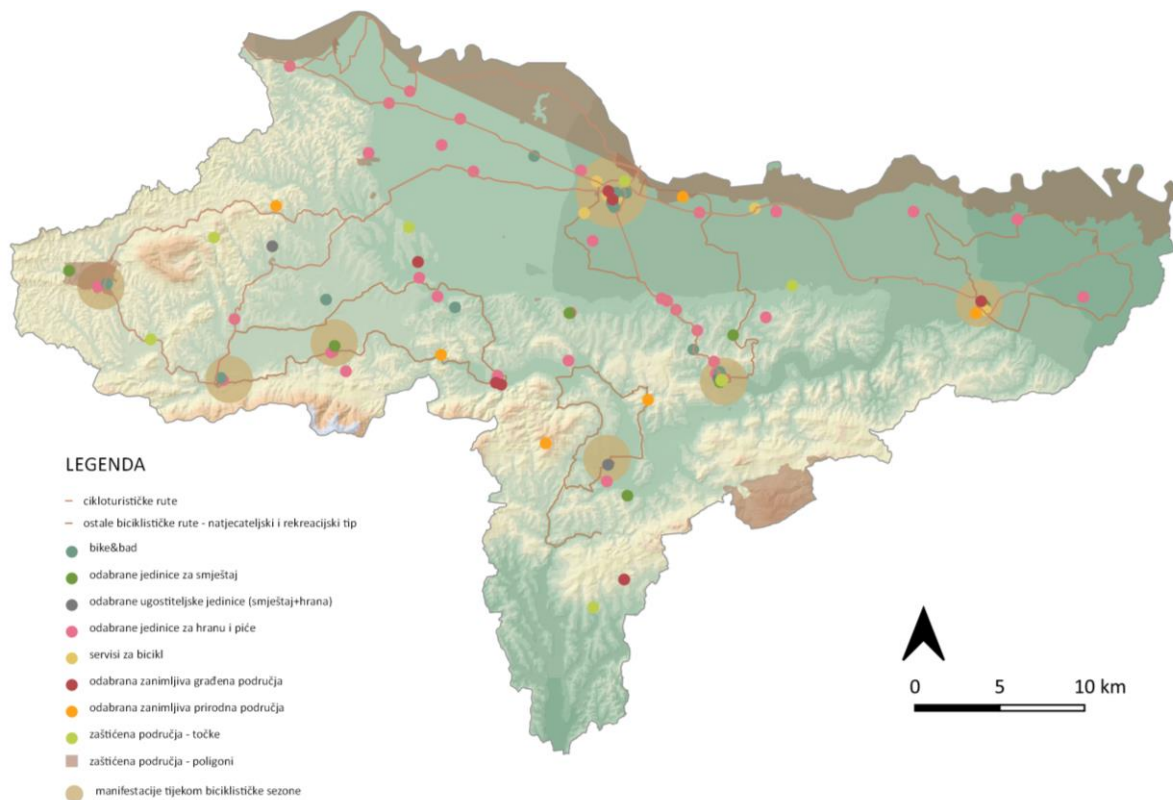 LEGENDA
cikloturističke rute
ostale biciklističke rute - natjecateljski i rekreacijski tip
bike&bad
odabrane jedinice za smještaj
odabrane ugostiteljske jedinice (smještaj+hrana)
odabrane jedinice za hranu i piće
servisi za bicikl
odabrana zanimljiva građena područja
odabrana zanimljiva prirodna područja
zaštićena područja - točke
zaštićena područja - poligoni
manifestacije tijekom biciklističke sezone
0 5 10 km